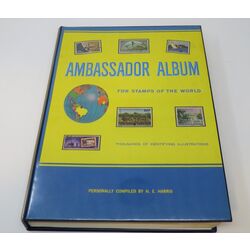 AMBASSADOR ALBUM
FOR STAMPS OF THE WORLD
THOUSANDS OF IDENTIFYING ILLUSTRATIONS
PERSONALLY COMPILED BY H. E. HARRIS